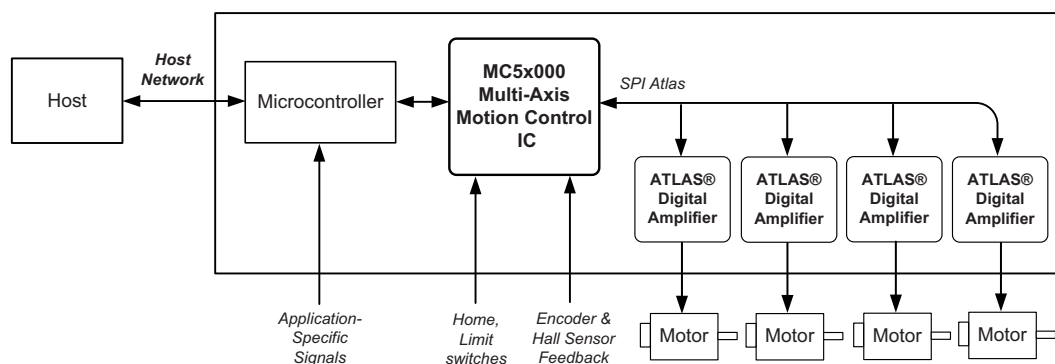 Host
Host
Network
Microcontroller
MC5x000
Multi-Axis
Motion Control
IC
SPI Atlas
ATLAS®
Digital
Amplifier
ATLAS®
Digital
Amplifier
ATLAS®
Digital
Amplifier
ATLAS®
Digital
Amplifier
Application-
Specific
Signals
Home,
Limit
switches
Encoder &
Hall Sensor
Feedback
Motor
Motor
Motor
Motor